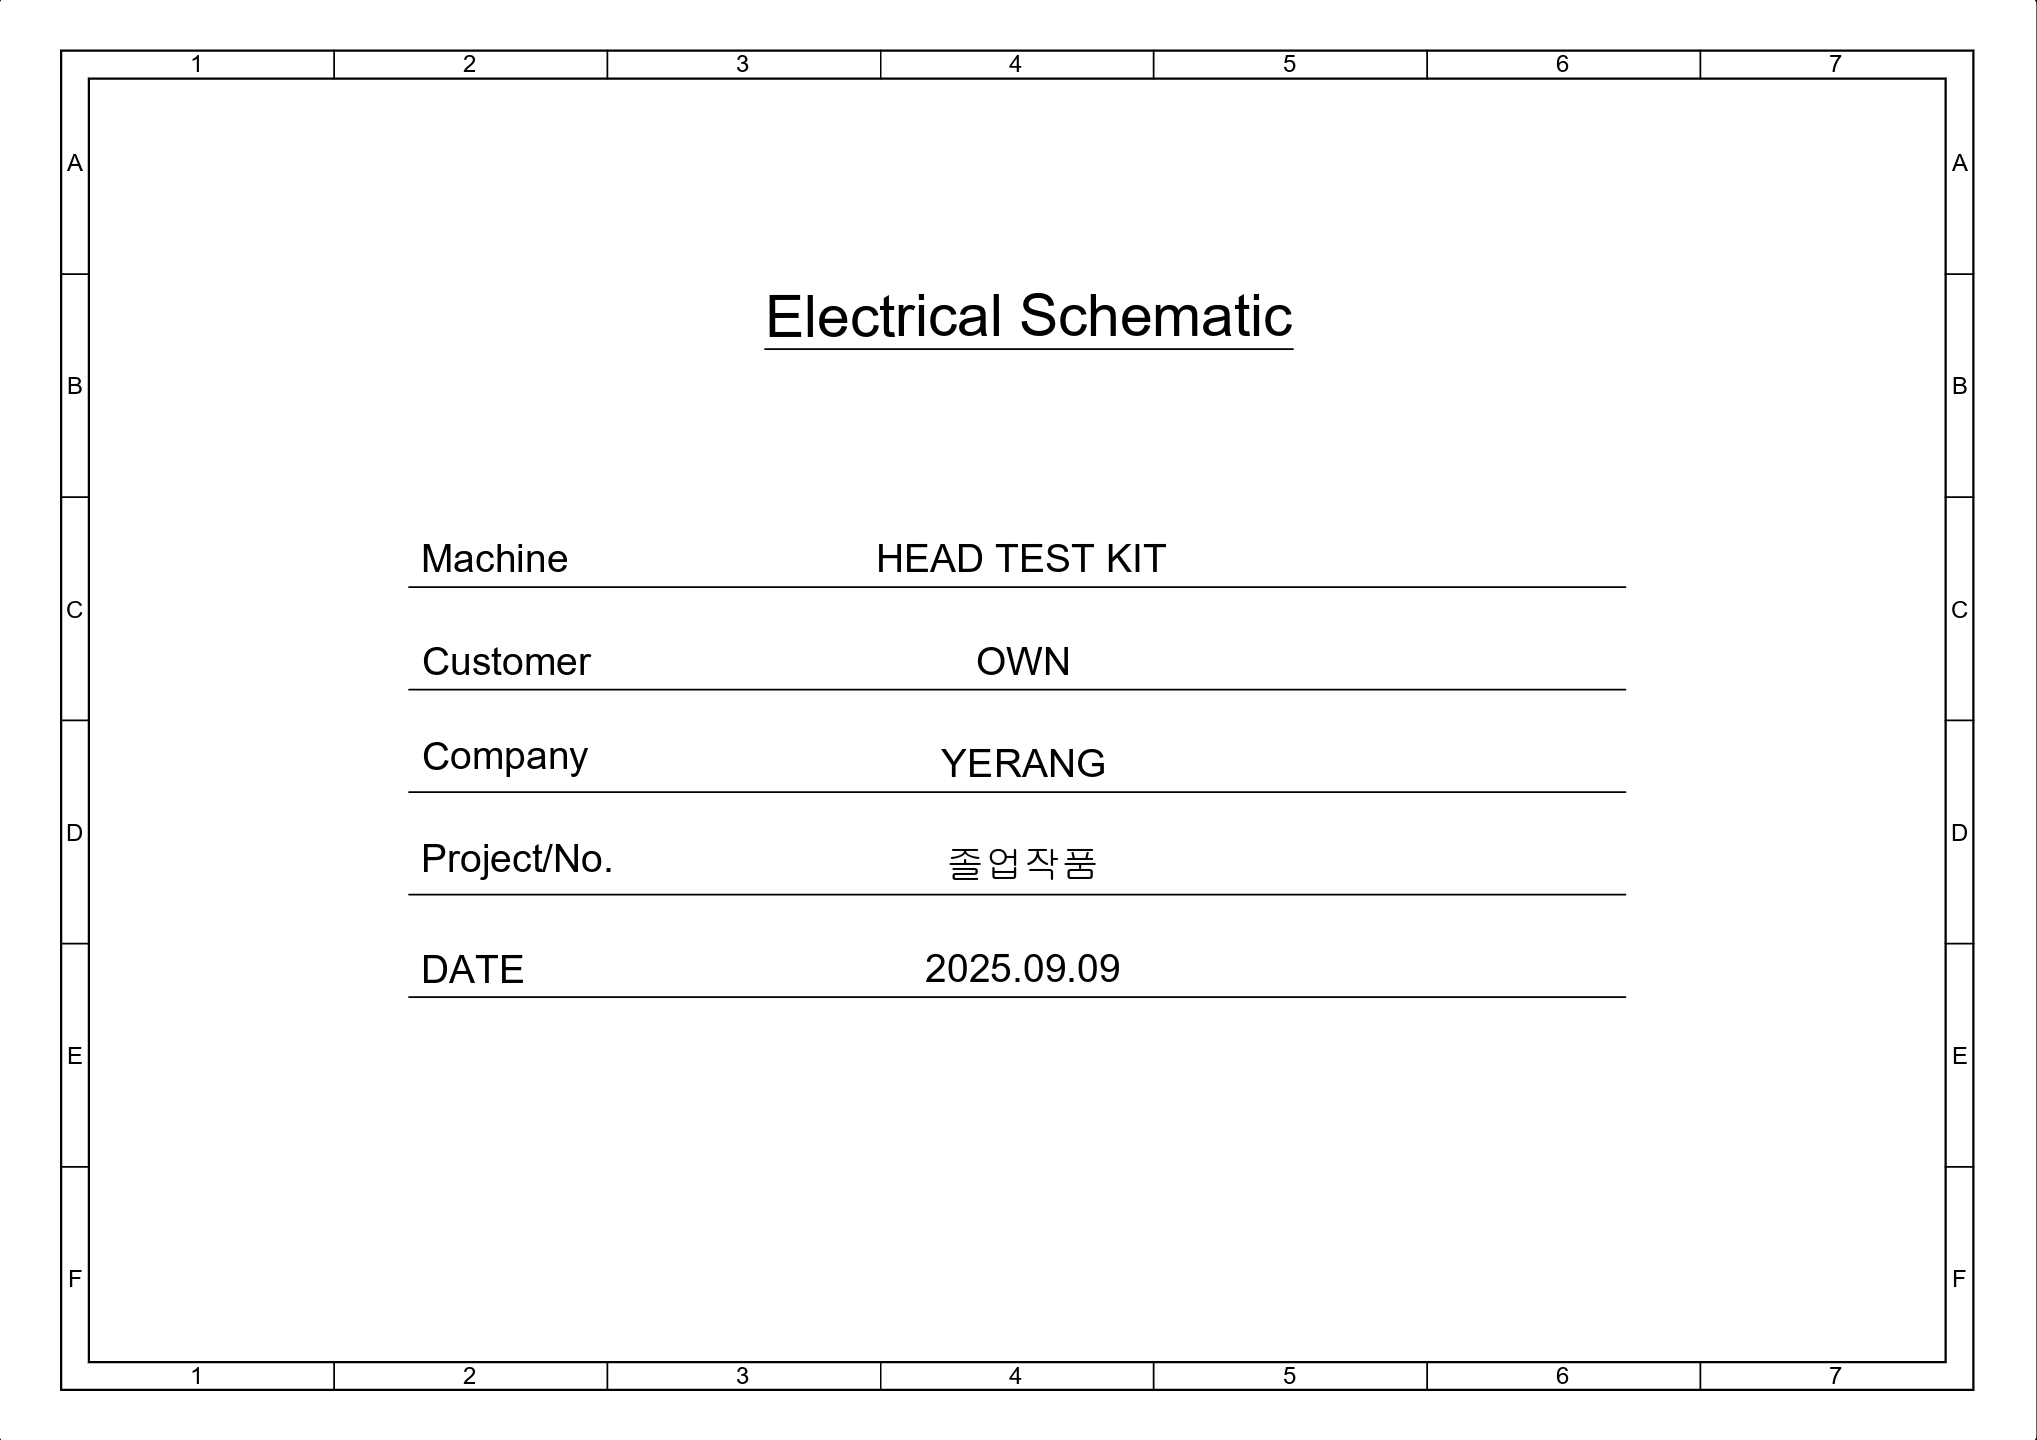 1 2 3 4 5 6 7
A A
Electrical Schematic
B B
Machine HEAD TEST KIT
C C
Customer OWN
Company YERANG
D D
Project/No. 졸업작품
DATE 2025.09.09
E E
F F
1 2 3 4 5 6 7